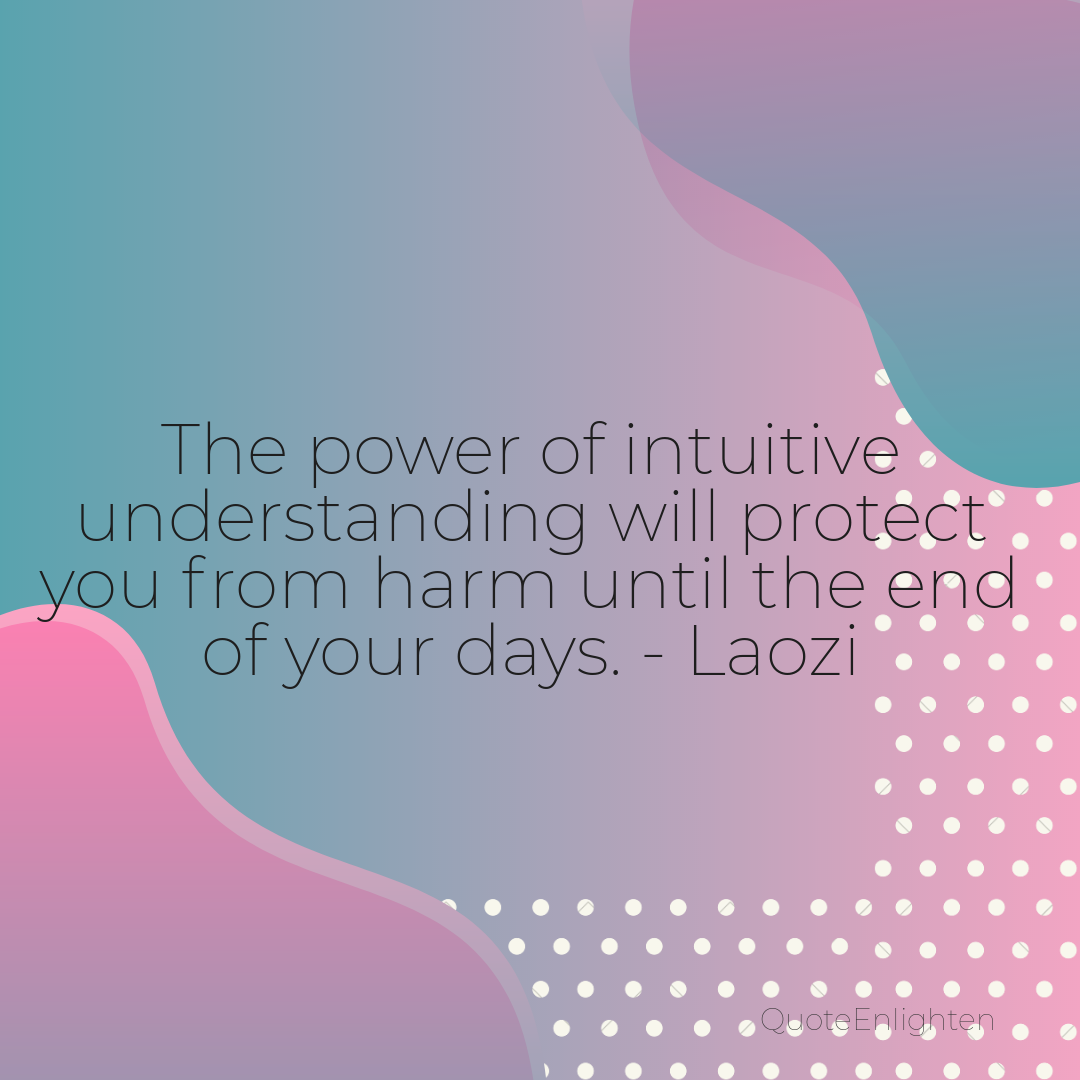 The power of intuitive
understanding will protect
you from harm until the end
of your days. - Laozi
QuoteEnlighten